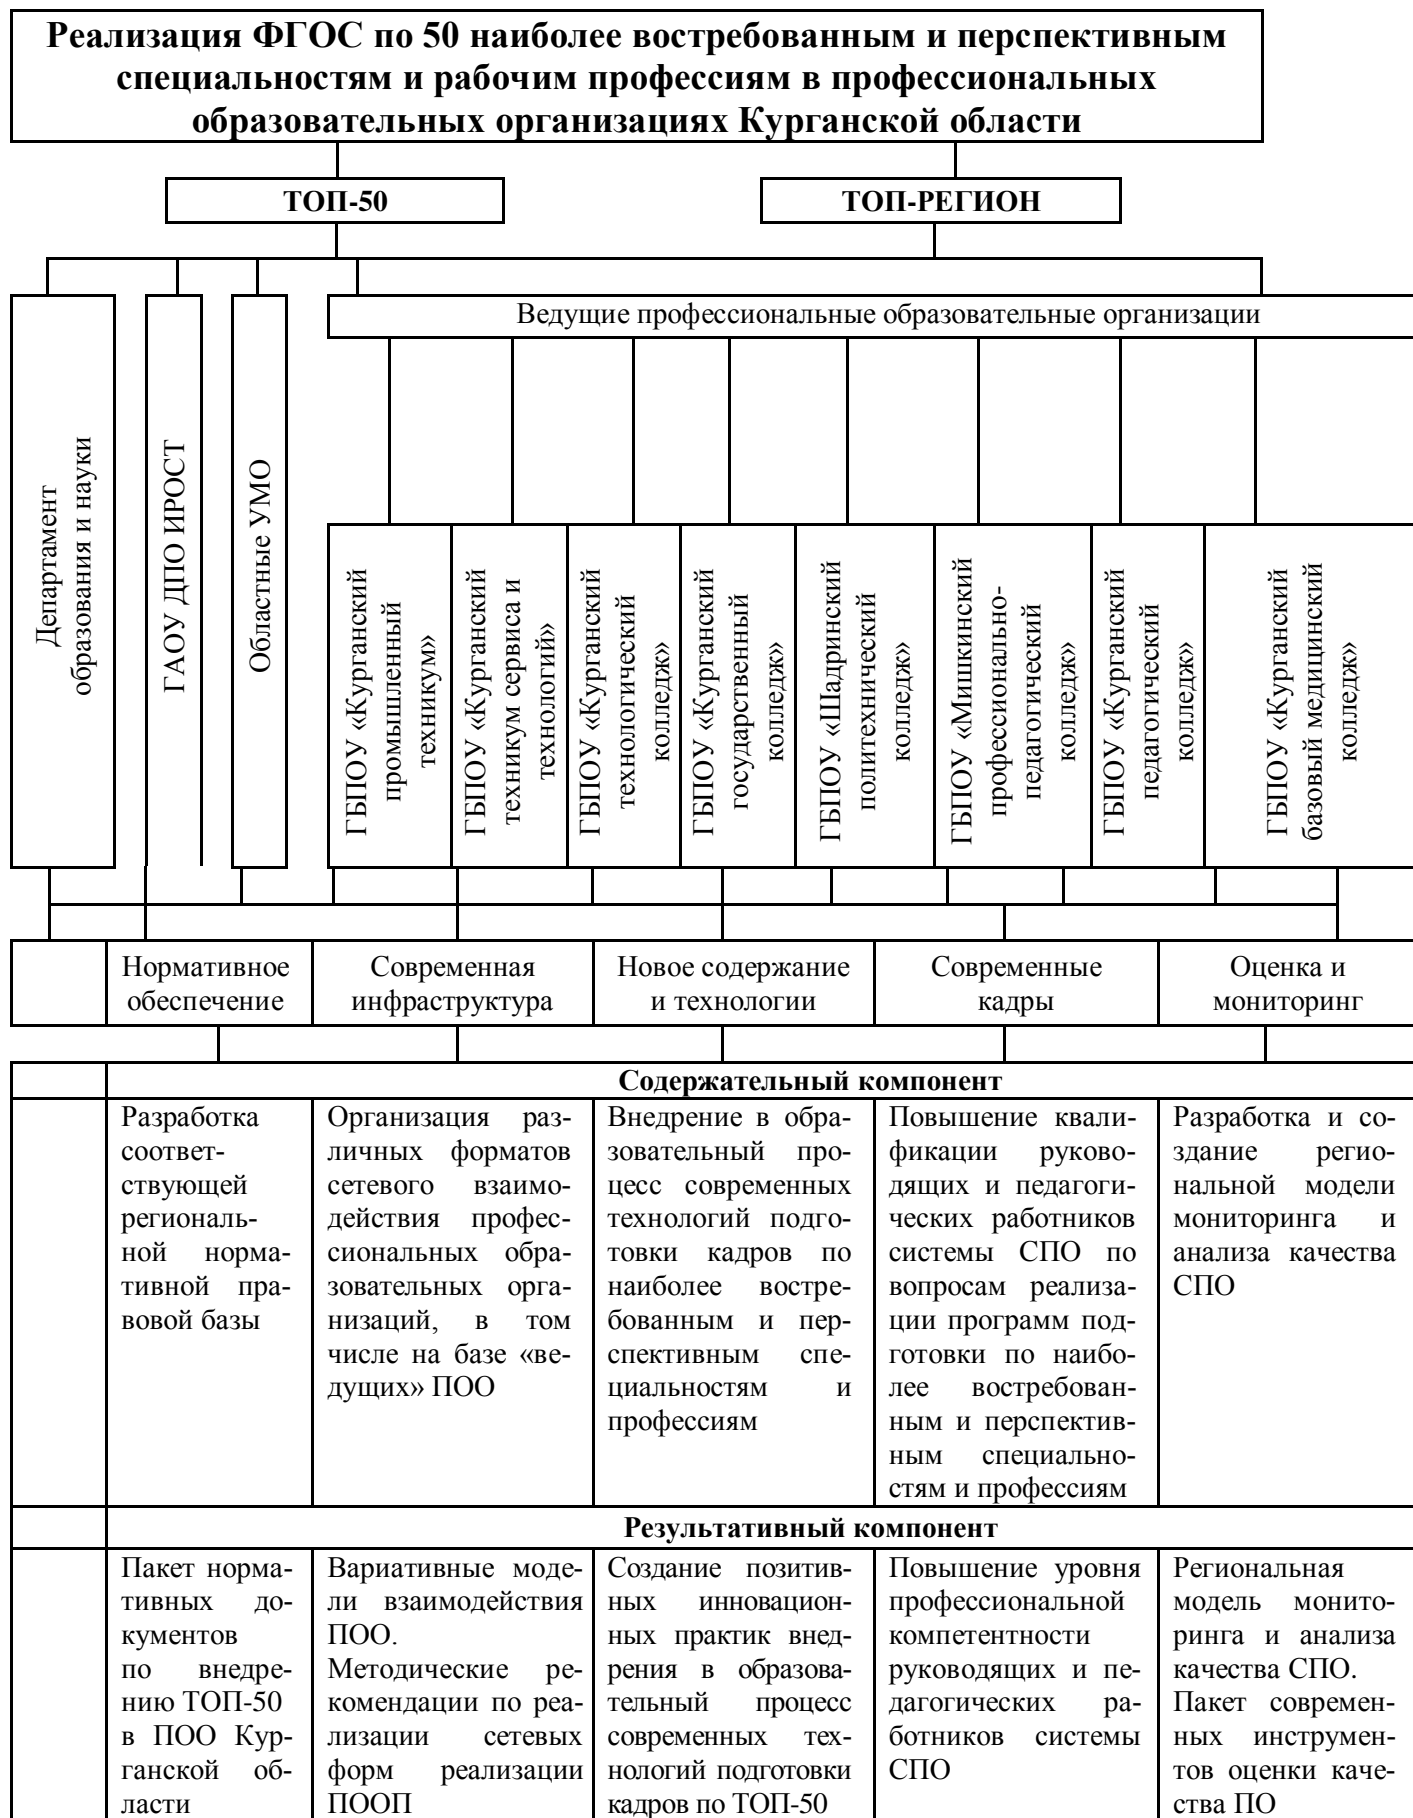 Реализация ФГОС по 50 наиболее востребованным и перспективным
специальностям и рабочим профессиям в профессиональных
образовательных организациях Курганской области
ТОП-50
ТОП-РЕГИОН
Департамент
образования и науки
ГАОУ ДПО ИРОСТ
Областные УМО
Ведущие профессиональные образовательные организации
ГБПОУ «Курганский
промышленный
техникум»
ГБПОУ «Курганский
техникум сервиса и
технологий»
ГБПОУ «Курганский
технологический
колледж»
ГБПОУ «Курганский
государственный
колледж»
ГБПОУ «Шадринский
политехнический
колледж»
ГБПОУ «Мишкинский
профессионально-
педагогический
колледж»
ГБПОУ «Курганский
педагогический
колледж»
ГБПОУ «Курганский
базовый медицинский
колледж»
Нормативное
обеспечение
Современная
инфраструктура
Новое содержание
и технологии
Современные
кадры
Оценка и
мониторинг
Содержательный компонент
Разработка
соответ-
ствующей
региональ-
ной норма-
тивной пра-
вовой базы
Организация раз-
личных форматов
сетевого взаимо-
действия профес-
сиональных обра-
зовательных орга-
низаций, в том
числе на базе «ве-
дущих» ПОО
Внедрение в обра-
зовательный про-
цесс современных
технологий подго-
товки кадров по
наиболее востре-
бованным и пер-
спективным спе-
циальностям и
профессиям
Повышение квали-
фикации руково-
дящих и педагоги-
ческих работников
системы СПО по
вопросам реализа-
ции программ под-
готовки по наибо-
лее востребован-
ным и перспектив-
ным специально-
стям и профессиям
Разработка и со-
здание регио-
нальной модели
мониторинга и
анализа качества
СПО
Результативный компонент
Пакет норма-
тивных до-
кументов
по внедре-
нию ТОП-50
в ПОО Кур-
ганской об-
ласти
Вариативные моде-
ли взаимодействия
ПОО.
Методические ре-
комендации по реа-
лизации сетевых
форм реализации
ПООП
Создание позитив-
ных инновацион-
ных практик внед-
рения в образова-
тельный процесс
современных тех-
нологий подготовки
кадров по ТОП-50
Повышение уровня
профессиональной
компетентности
руководящих и пе-
дагогических ра-
ботников системы
СПО
Региональная
модель монито-
ринга и анализа
качества СПО.
Пакет современ-
ных инструмен-
тов оценки каче-
ства ПО